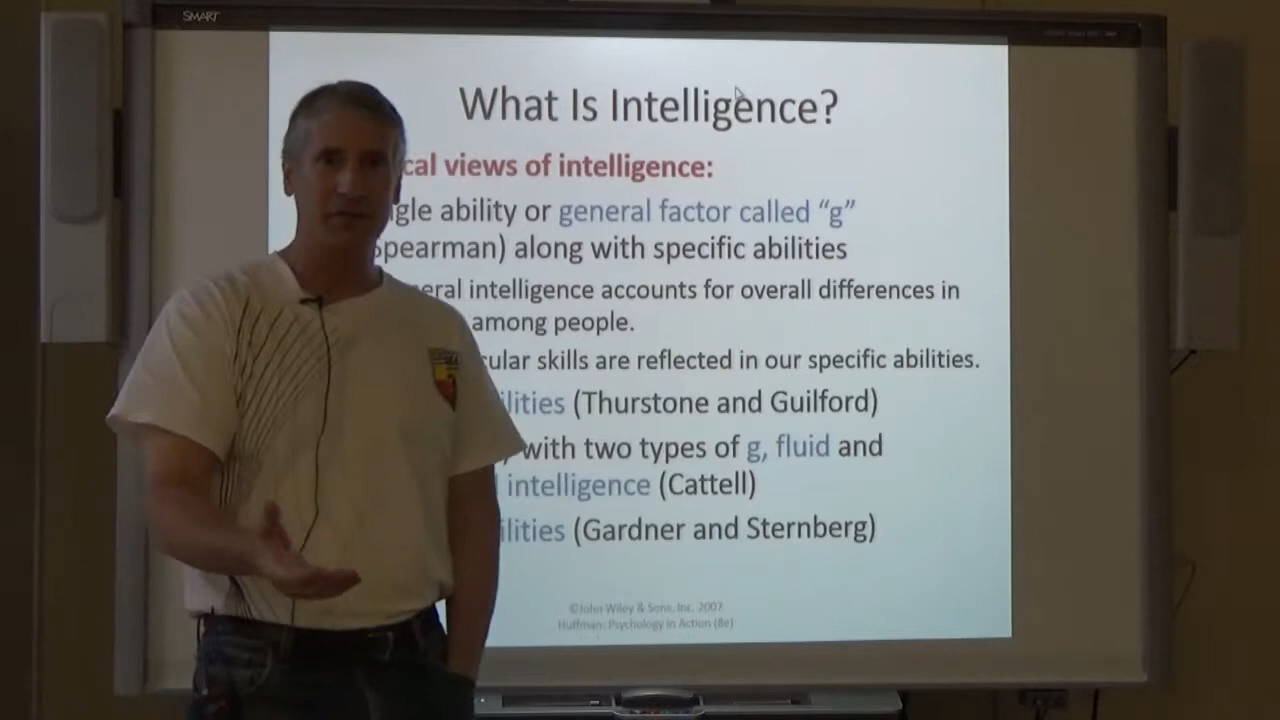 SMART
What Is Intelligence?
cal views of intelligence:
gle ability or general factor called “g”
Spearman) along with specific abilities
neral intelligence accounts for overall differences in
among people.
cular skills are reflected in our specific abilities.
ilities (Thurstone and Guilford)
with two types of g, fluid and
intelligence (Cattell)
ilities (Gardner and Sternberg)
©John Wiley & Sons, Inc. 2007
Huffman: Psychology in Action (8e)